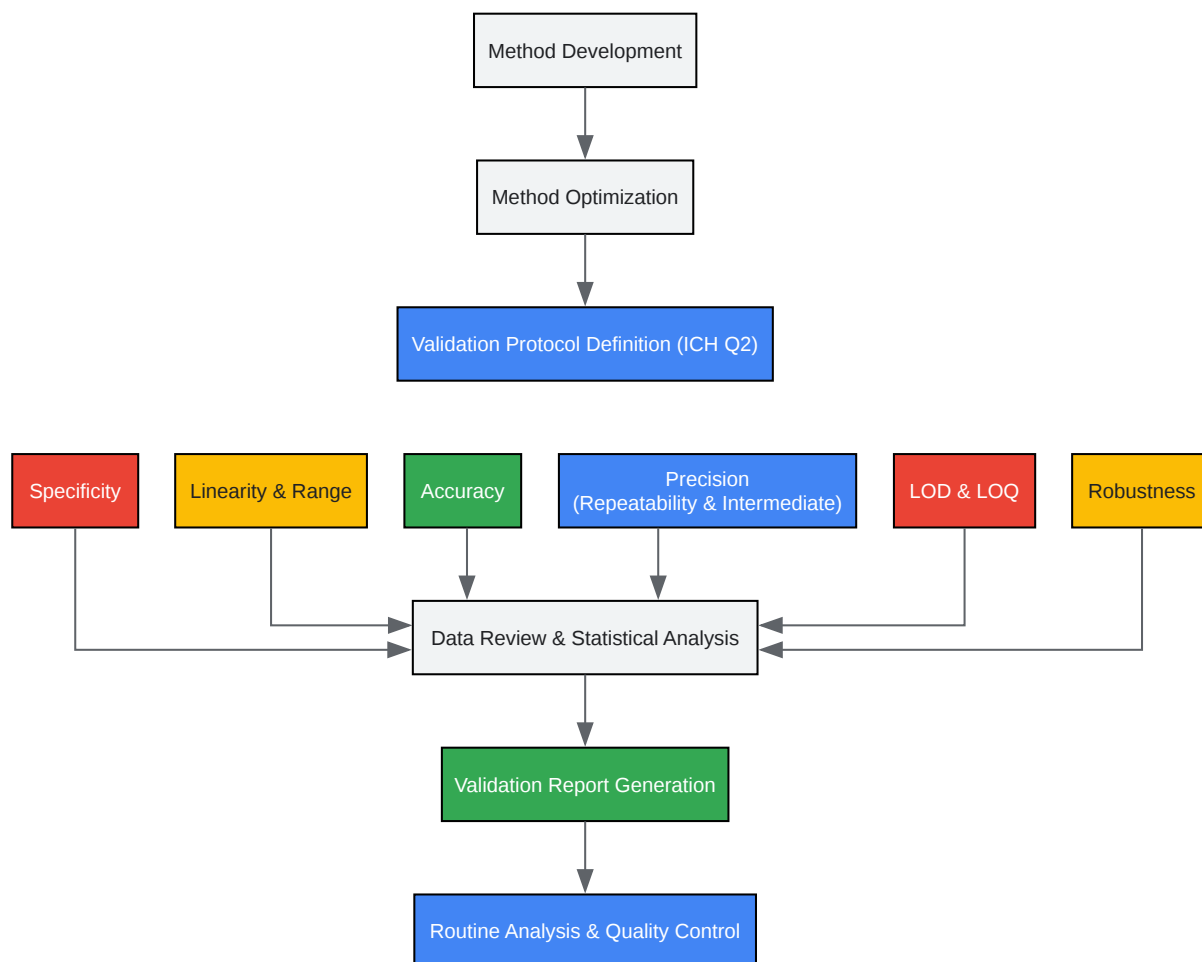 Method Development
Method Optimization
Validation Protocol Definition (ICH Q2)
Specificity
Linearity & Range
Accuracy
Precision
(Repeatability & Intermediate)
LOD & LOQ
Robustness
Data Review & Statistical Analysis
Validation Report Generation
Routine Analysis & Quality Control